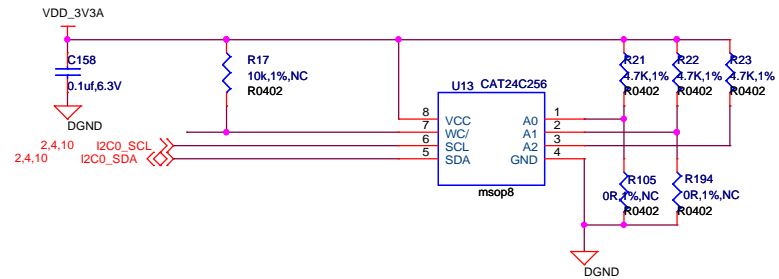 VDD_3V3A
C158
0.1uf,6.3V
DGND
R17
10k,1%,NC
R0402
U13 CAT24C256
8 VCC
7 WC/
6 SCL
5 SDA
A0 1
A1 2
A2 3
GND 4
msop8
2,4,10 I2C0_SCL
2,4,10 I2C0_SDA
R21
4.7K,1%
R0402
R22
4.7K,1%
R0402
R23
4.7K,1%
R0402
R105
0R,1%,NC
R0402
R194
0R,1%,NC
R0402
DGND